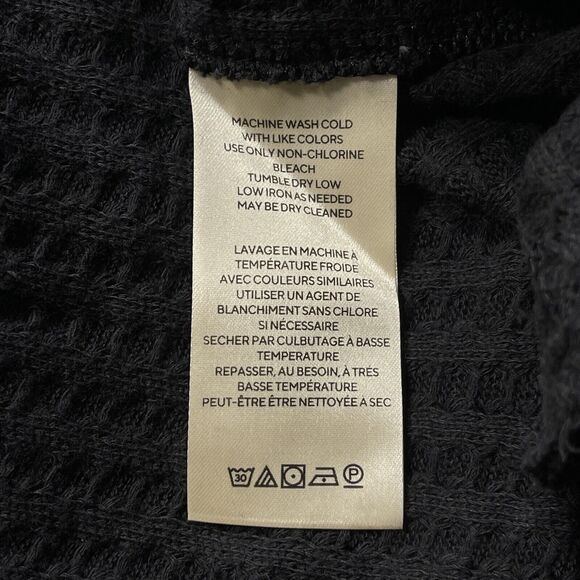 MACHINE WASH COLD
WITH LIKE COLORS
USE ONLY NON-CHLORINE
BLEACH
TUMBLE DRY LOW
LOW IRON AS NEEDED
MAY BE DRY CLEANED
LAVAGE EN MACHINE À
TEMPÉRATURE FROIDE
AVEC COULEURS SIMILAIRES
UTILISER UN AGENT DE
BLANCHIMENT SANS CHLORE
SI NÉCESSAIRE
SECHER PAR CULBUTAGE À BASSE
TEMPERATURE
REPASSER, AU BESOIN, À TRÉS
BASSE TEMPÉRATURE
PEUT-ÊTRE ÊTRE NETTOYÉE A SEC
30 P